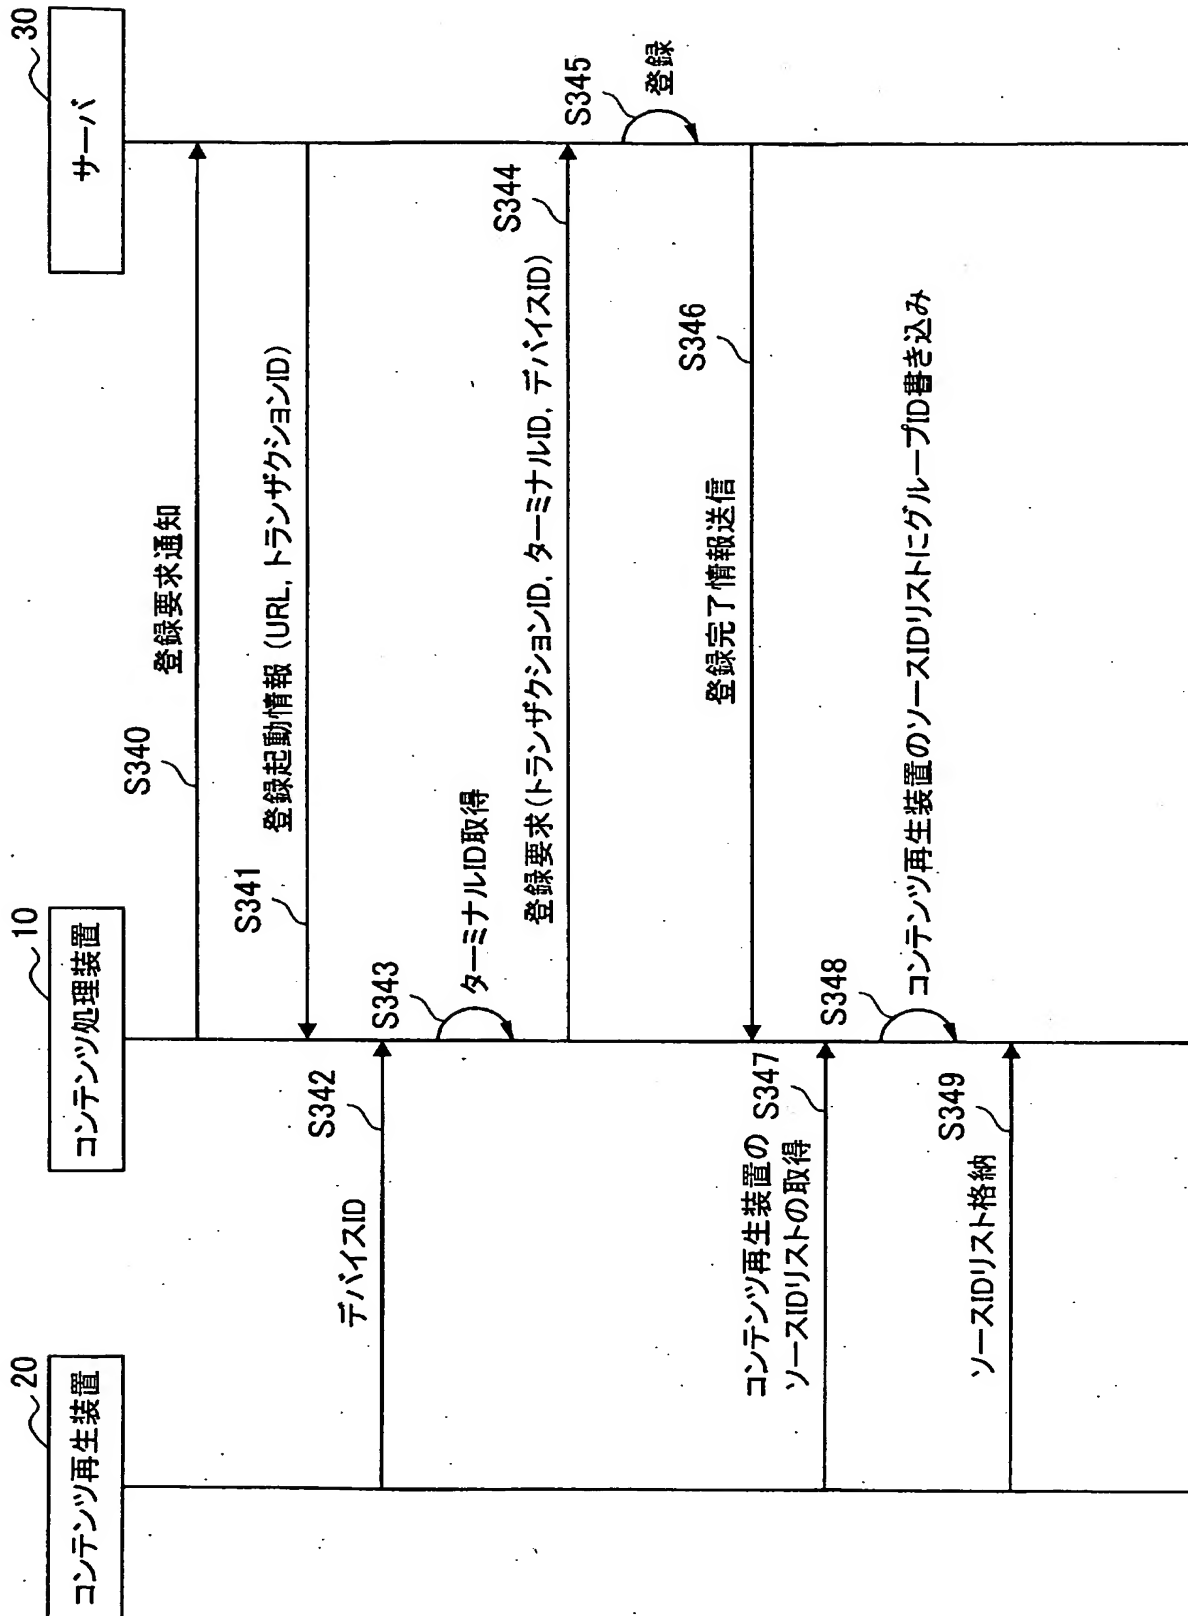 コンテンツ再生装置
20
コンテンツ処理装置
10
サーバ
30
S340
登録要求通知
S341
登録起動情報 (URL, トランザクションID)
デバイスID
S342
S343
ターミナルID取得
登録要求(トランザクションID, ターミナルID, デバイスID)
S344
S345
登録
登録完了情報送信
S346
コンテンツ再生装置の
ソースIDリストの取得
S347
S348
コンテンツ再生装置のソースIDリストにグループID書き込み
ソースIDリスト格納
S349